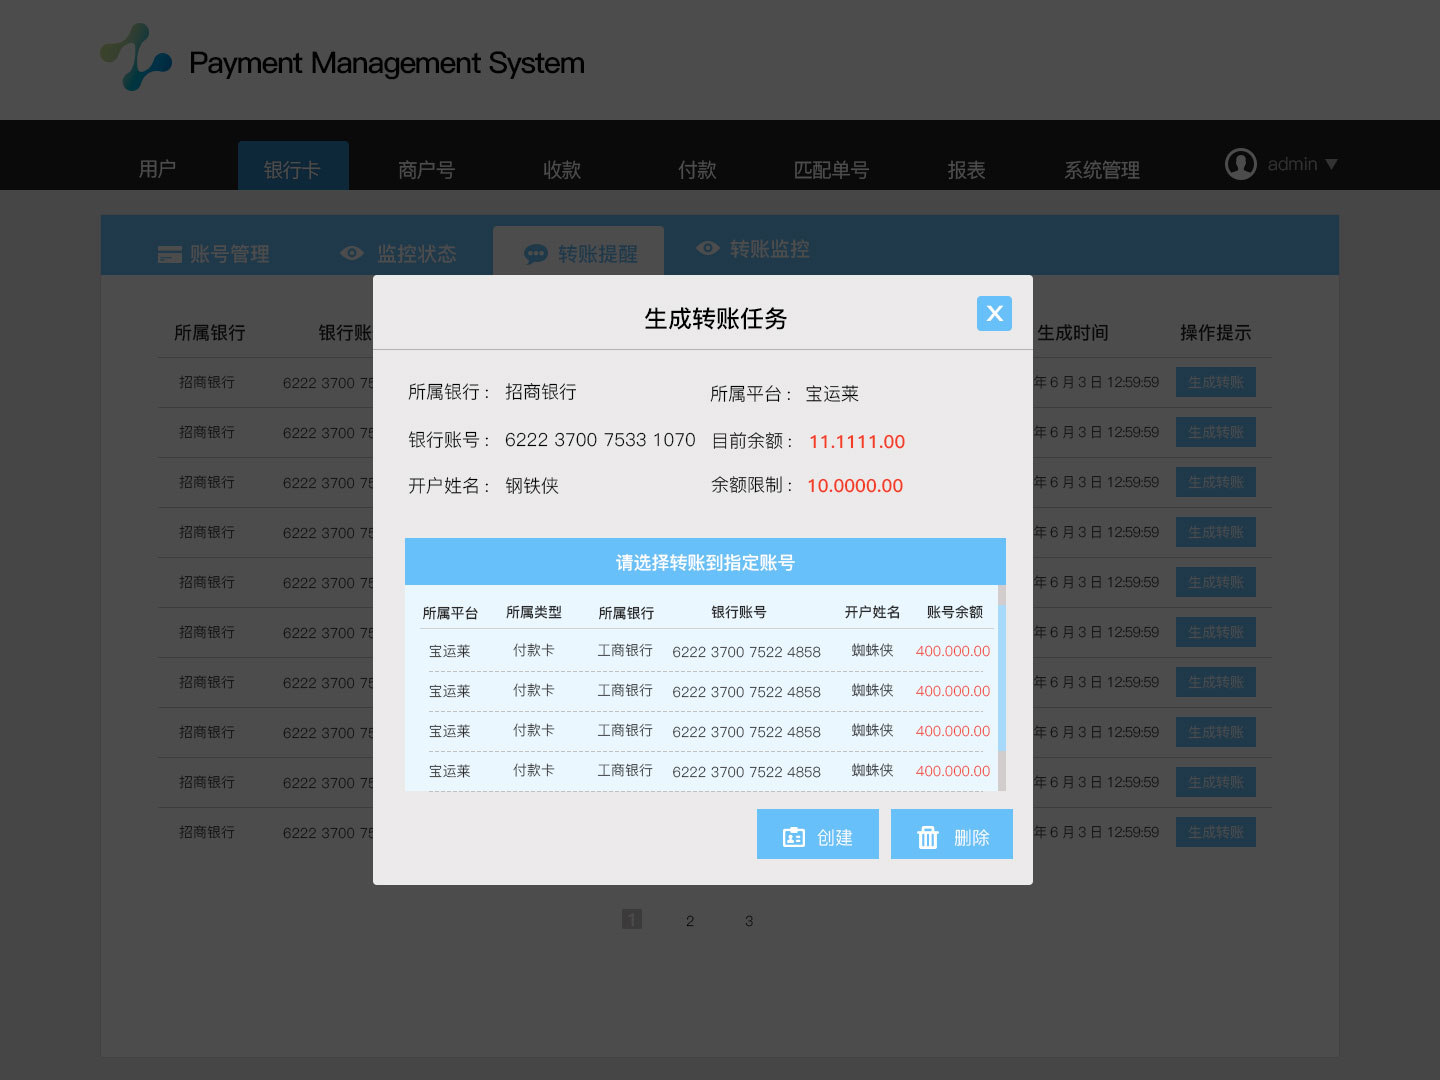 Payment Management System
用户 银行卡 商户号 收款 付款 匹配单号 报表 系统管理 admin
账号管理 监控状态 转账提醒 转账监控
生成转账任务 X
所属银行 银行账 生成时间 操作提示
招商银行 6222 3700 75 年 6 月 3 日 12:59:59 生成转账
招商银行 6222 3700 75 年 6 月 3 日 12:59:59 生成转账
招商银行 6222 3700 75 年 6 月 3 日 12:59:59 生成转账
招商银行 6222 3700 75 年 6 月 3 日 12:59:59 生成转账
招商银行 6222 3700 75 年 6 月 3 日 12:59:59 生成转账
招商银行 6222 3700 75 年 6 月 3 日 12:59:59 生成转账
招商银行 6222 3700 75 年 6 月 3 日 12:59:59 生成转账
招商银行 6222 3700 75 年 6 月 3 日 12:59:59 生成转账
招商银行 6222 3700 75 年 6 月 3 日 12:59:59 生成转账
招商银行 6222 3700 75 年 6 月 3 日 12:59:59 生成转账
所属银行： 招商银行 所属平台： 宝运莱
银行账号： 6222 3700 7533 1070 目前余额： 11.1111.00
开户姓名： 钢铁侠 余额限制： 10.0000.00
请选择转账到指定账号
所属平台 所属类型 所属银行 银行账号 开户姓名 账号余额
宝运莱 付款卡 工商银行 6222 3700 7522 4858 蜘蛛侠 400.000.00
宝运莱 付款卡 工商银行 6222 3700 7522 4858 蜘蛛侠 400.000.00
宝运莱 付款卡 工商银行 6222 3700 7522 4858 蜘蛛侠 400.000.00
宝运莱 付款卡 工商银行 6222 3700 7522 4858 蜘蛛侠 400.000.00
创建 删除
1 2 3